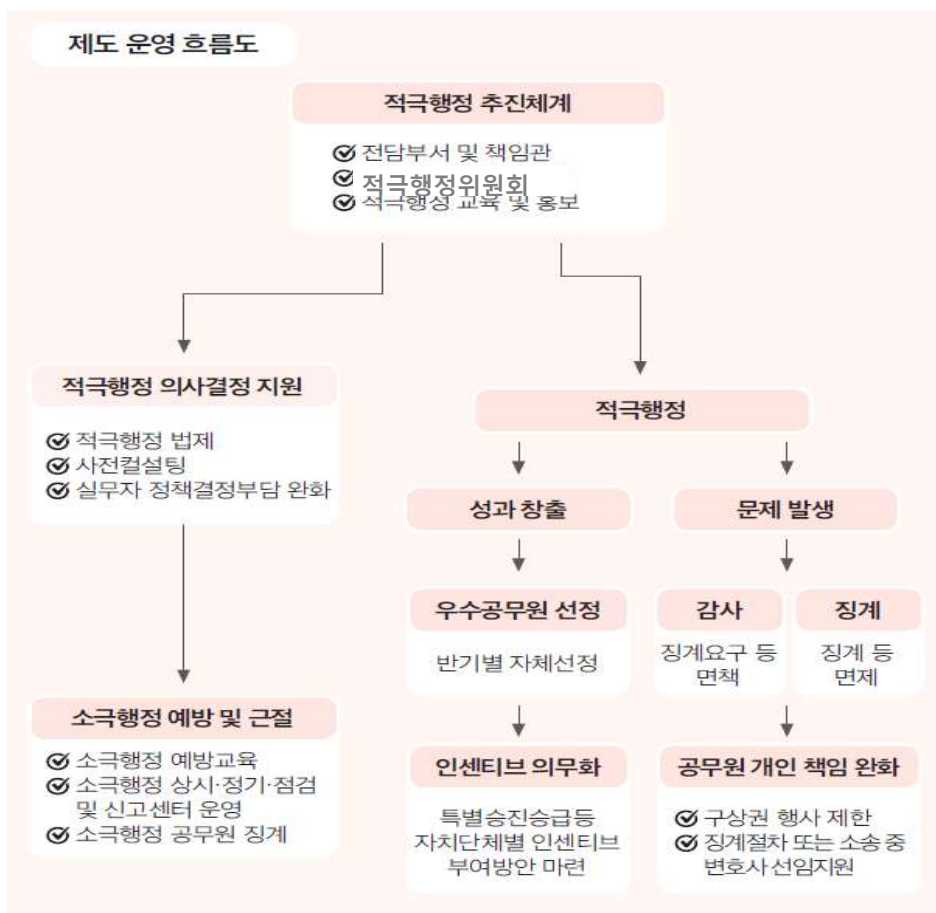 제도 운영 흐름도
적극행정 추진체계
전담부서 및 책임관
적극행정위원회
적극행정 교육 및 홍보
적극행정 의사결정 지원
적극행정 법제
사전컬설팅
실무자 정책결정부담 완화
소극행정 예방 및 근절
소극행정 예방교육
소극행정 상시·정기·점검
및 신고센터 운영
소극행정 공무원 징계
적극행정
성과 창출
우수공무원 선정
반기별 자체선정
인센티브 의무화
특별승진승급등
자치단체별 인센티브
부여방안 마련
문제 발생
감사
징계요구 등
면책
징계
징계 등
면제
공무원 개인 책임 완화
구상권 행사 제한
징계절차 또는 소송 중
변호사 선임지원